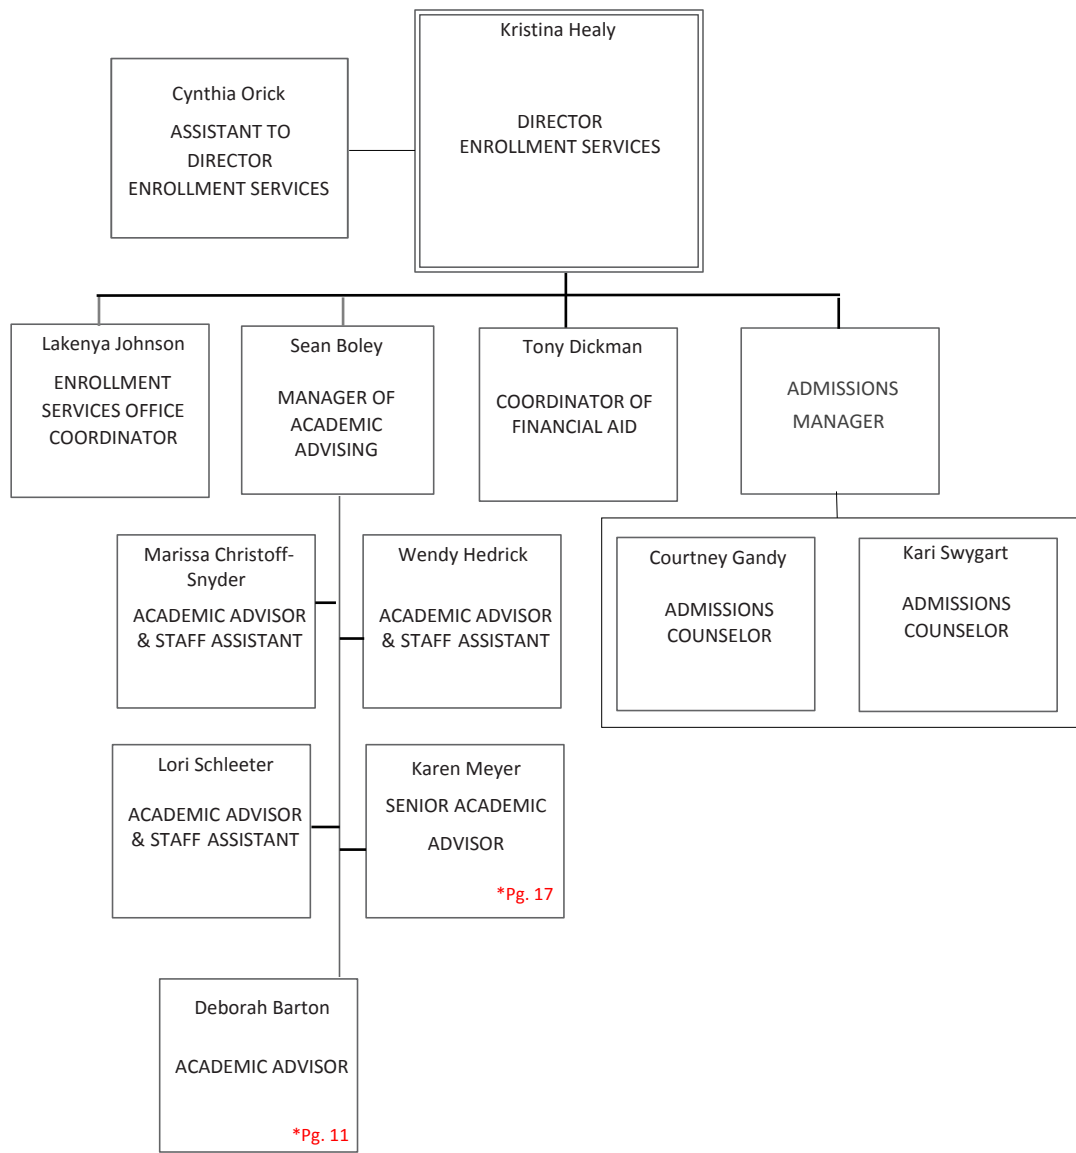 Kristina Healy
DIRECTOR
ENROLLMENT SERVICES
Cynthia Orick
ASSISTANT TO
DIRECTOR
ENROLLMENT SERVICES
Lakenya Johnson
ENROLLMENT
SERVICES OFFICE
COORDINATOR
Sean Boley
MANAGER OF
ACADEMIC
ADVISING
Tony Dickman
COORDINATOR OF
FINANCIAL AID
ADMISSIONS
MANAGER
Marissa Christoff-
Snyder
ACADEMIC ADVISOR
& STAFF ASSISTANT
Wendy Hedrick
ACADEMIC ADVISOR
& STAFF ASSISTANT
Courtney Gandy
ADMISSIONS
COUNSELOR
Kari Swygart
ADMISSIONS
COUNSELOR
Lori Schleeter
ACADEMIC ADVISOR
& STAFF ASSISTANT
Karen Meyer
SENIOR ACADEMIC
ADVISOR
*Pg. 17
Deborah Barton
ACADEMIC ADVISOR
*Pg. 11